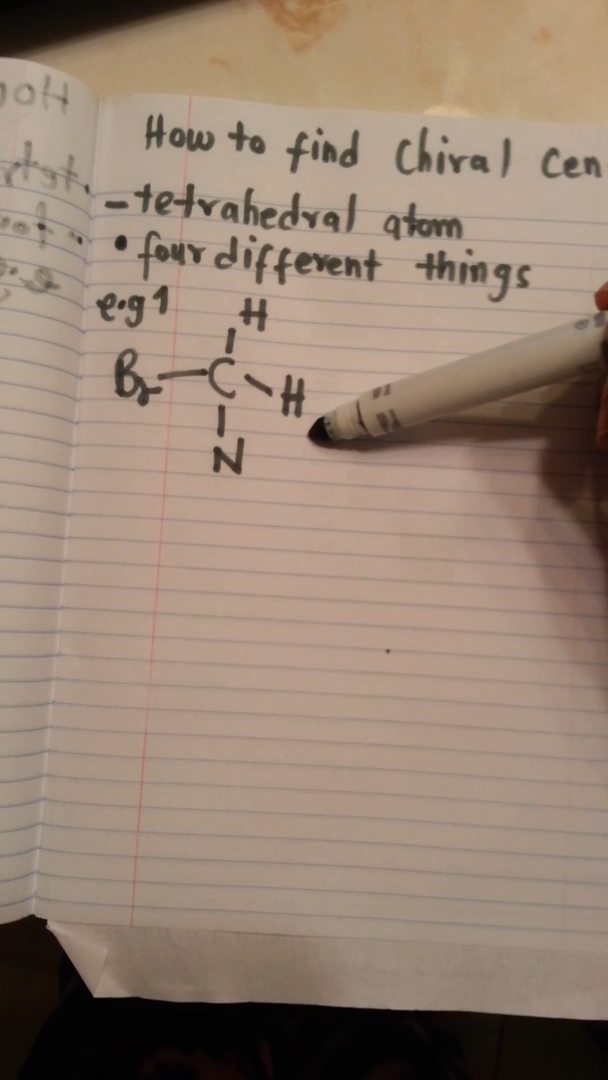 How to find Chiral Cen
- tetrahedral atom
• four different things
e.g 1
H
Br — C
H
N